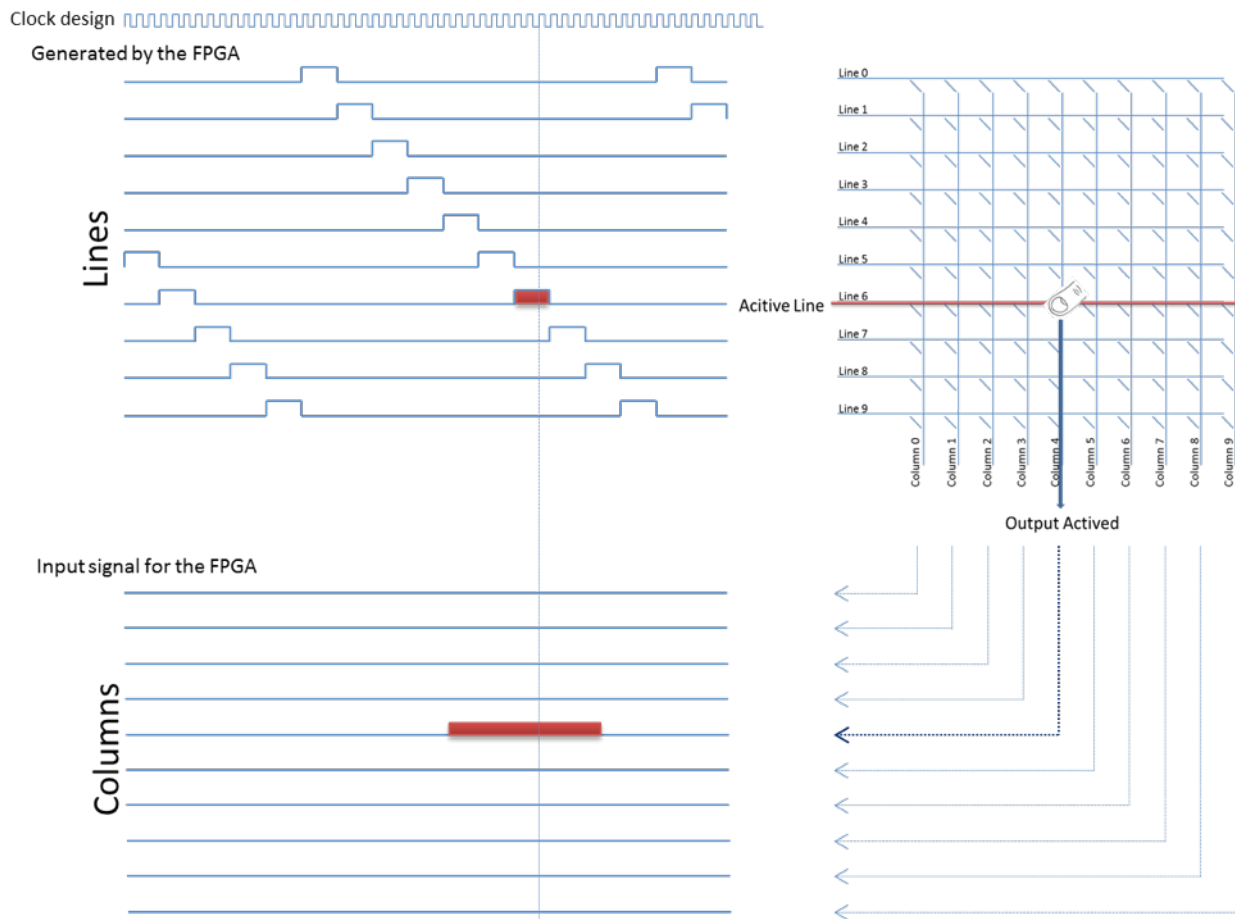 Clock design
Generated by the FPGA
Lines
Line 0
Line 1
Line 2
Line 3
Line 4
Line 5
Acitive Line
Line 6
Line 7
Line 8
Line 9
Column 0
Column 1
Column 2
Column 3
Column 4
Column 5
Column 6
Column 7
Column 8
Column 9
Output Actived
Input signal for the FPGA
Columns